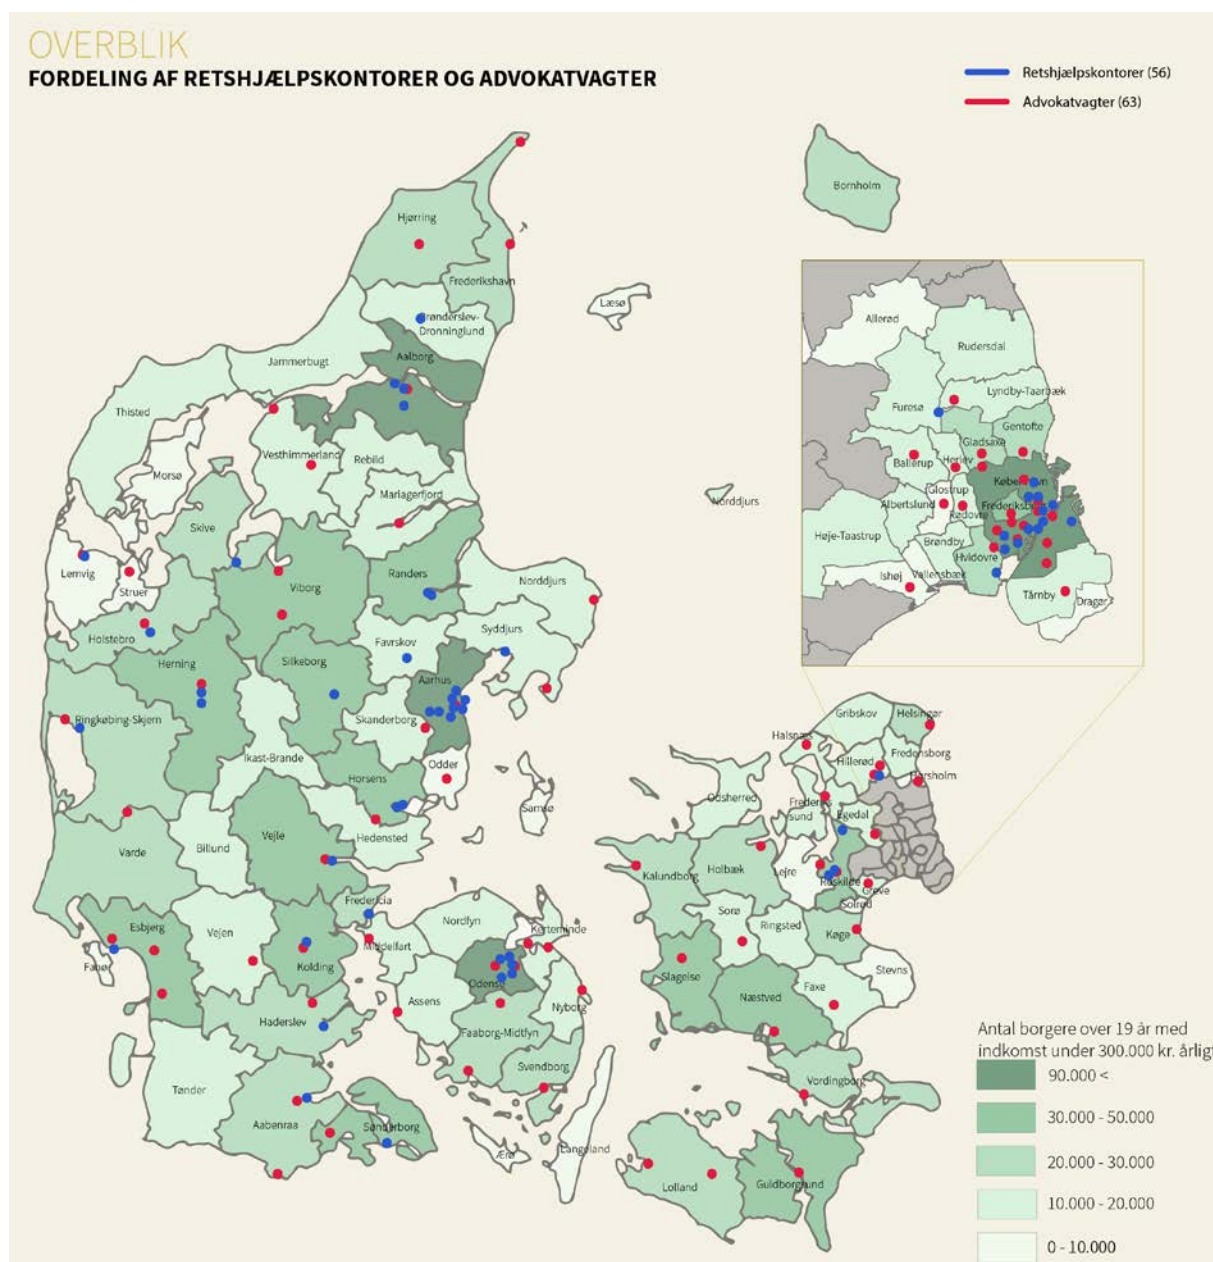 OVERBLIK
FORDELING AF RETSHJÆLPSKONTORER OG ADVOKATVAGTER
Retshjælpskontorer (56)
Advokatvagter (63)
Bornholm
Hjørring
Frederikshavn
Læsø
Brønderslev-
Dronninglund
Jammerbugt
Aalborg
Thisted
Vesthimmerland
Rebild
Morsø
Mariagerfjord
Norddjurs
Skive
Lemvig
Struer
Viborg
Randers
Norddjurs
Holstebro
Favrskov
Syddjurs
Herning
Silkeborg
Aarhus
Ringkøbing-Skjern
Skanderborg
Ikast-Brande
Odder
Horsens
Samsø
Hedensted
Varde
Billund
Vejle
Fredericia
Esbjerg
Vejen
Nordfyn
Kerteminde
Middelfart
Kolding
Odense
Assens
Nyborg
Haderslev
Faaborg-Midtfyn
Svendborg
Tønder
Aabenraa
Sønderborg
Ærø
Langeland
Allerød
Rudersdal
Lyndby-Taarbæk
Furesø
Gentofte
Gladsaxe
Ballerup
Herlev
Glostrup
Albertslund
Rødovre
Høje-Taastrup
Brøndby
Hvidovre
Ishøj
Vallensbæk
Tårnby
Dragør
Gribskov
Helsingør
Halsnæs
Hillerød
Fredensborg
Hørsholm
Odsherred
Egedal
sund
Kalundborg
Holbæk
Lejre
Roskilde
Greve
Solrød
Sorø
Ringsted
Køge
Stevns
Slagelse
Næstved
Faxe
Vordingborg
Lolland
Guldborgsund
Antal borgere over 19 år med
indkomst under 300.000 kr. årligt
90.000 <
30.000 - 50.000
20.000 - 30.000
10.000 - 20.000
0 - 10.000